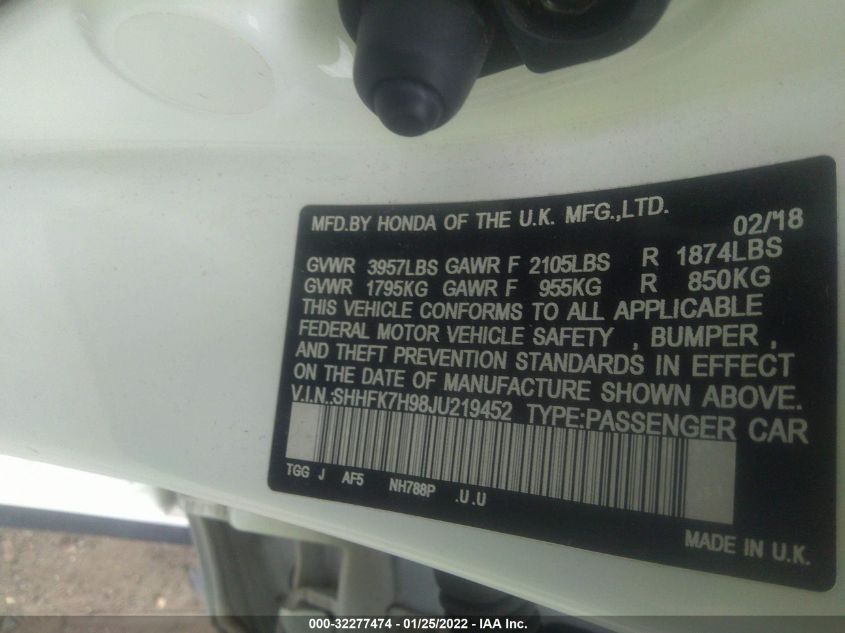 MFD.BY HONDA OF THE U.K. MFG.,LTD. 02/'18
GVWR 3957LBS GAWR F 2105LBS R 1874LBS
GVWR 1795KG GAWR F 955KG R 850KG
THIS VEHICLE CONFORMS TO ALL APPLICABLE
FEDERAL MOTOR VEHICLE SAFETY , BUMPER ,
AND THEFT PREVENTION STANDARDS IN EFFECT
ON THE DATE OF MANUFACTURE SHOWN ABOVE.
V.I.N.:SHHFK7H98JU219452 TYPE:PASSENGER CAR
TGG J AF5 NH788P .U .U
MADE IN U.K.
000-32277474 - 01/25/2022 - IAA Inc.